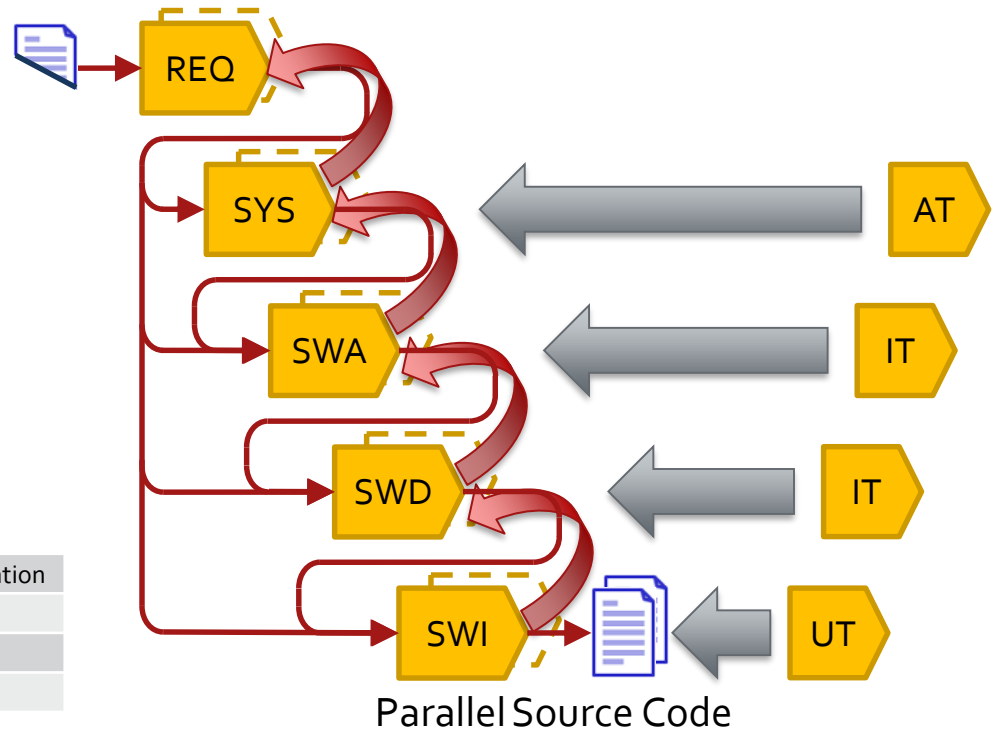 REQ
SYS
AT
SWA
IT
SWD
IT
SWI
UT
Parallel Source Code